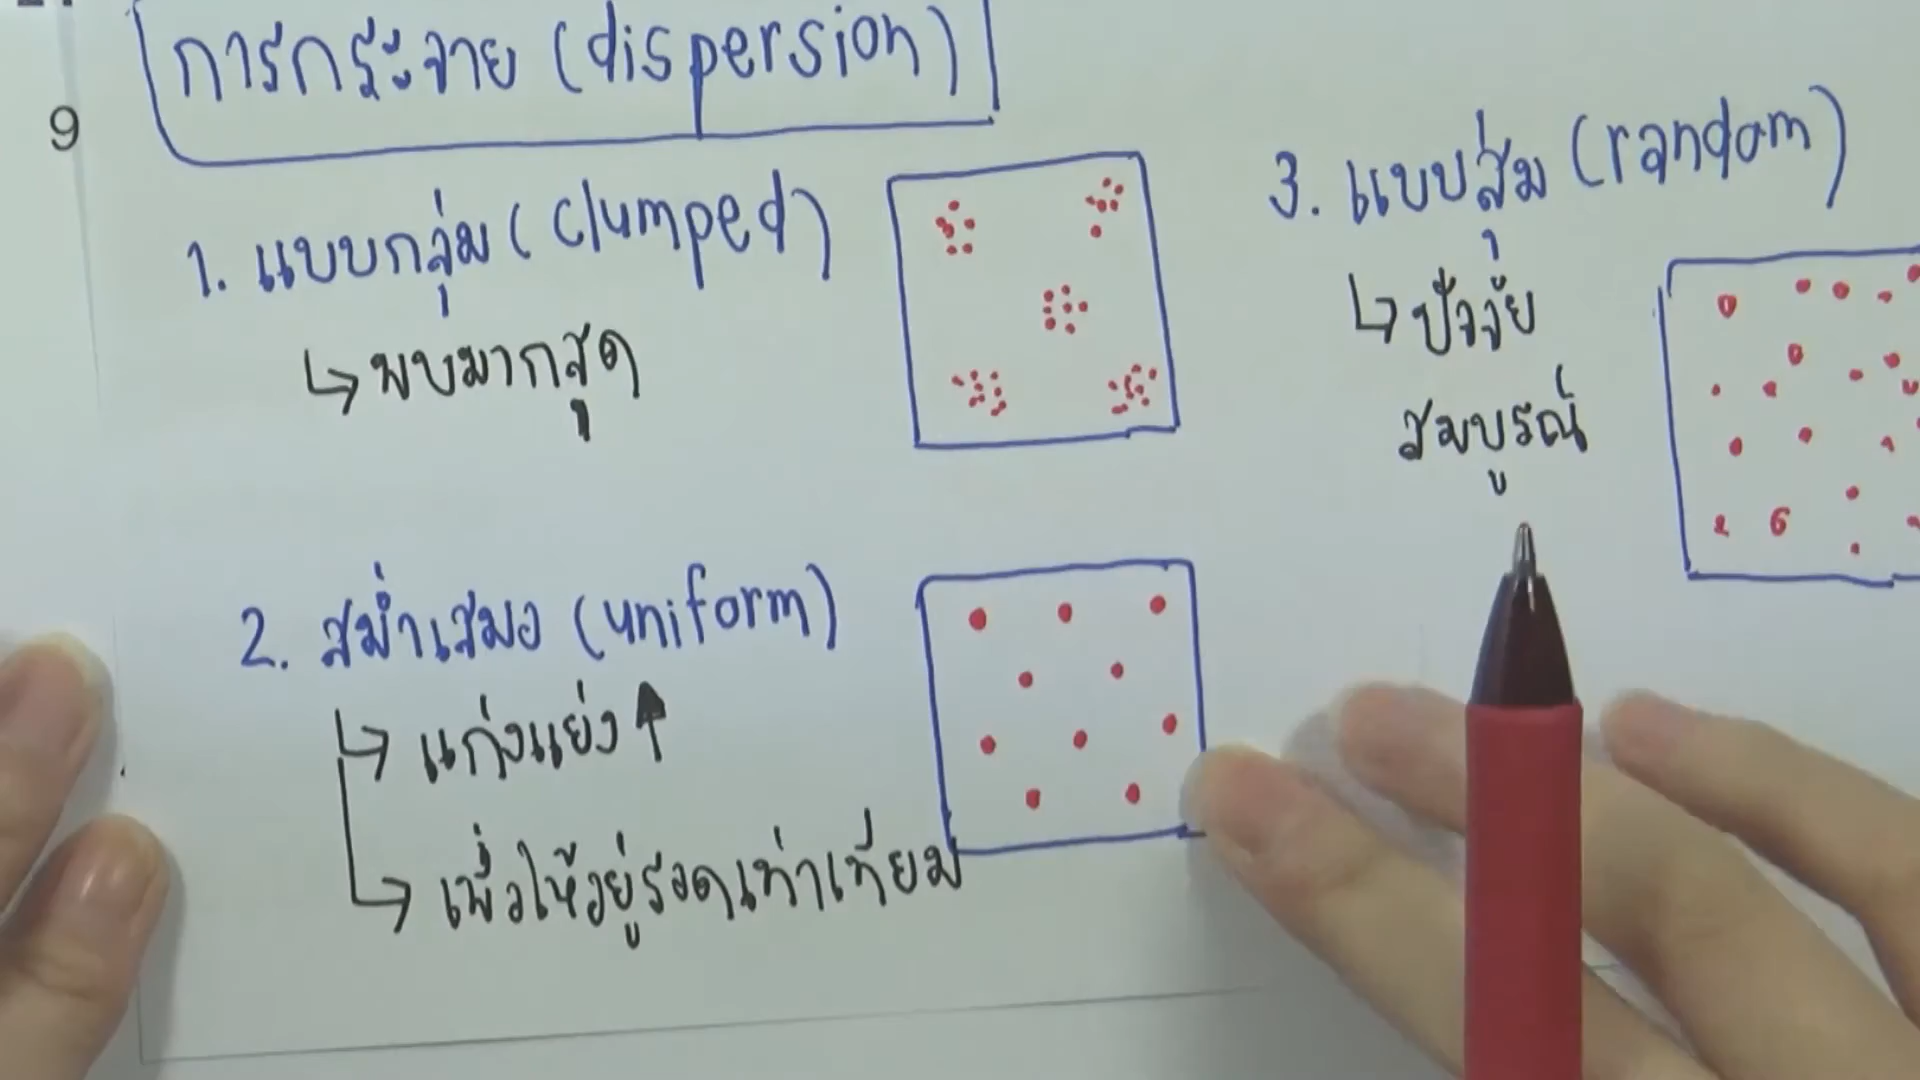 การกระจาย (dispersion)
9
1. แบบกลุ่ม (clumped)
↳ พบมากสุด
2. สม่ำเสมอ (uniform)
↳ แก่งแย่ง ↑
↳ เพื่อให้อยู่รอดเท่าเทียม
3. แบบสุ่ม (random)
↳ ปัจจัย
สมบูรณ์